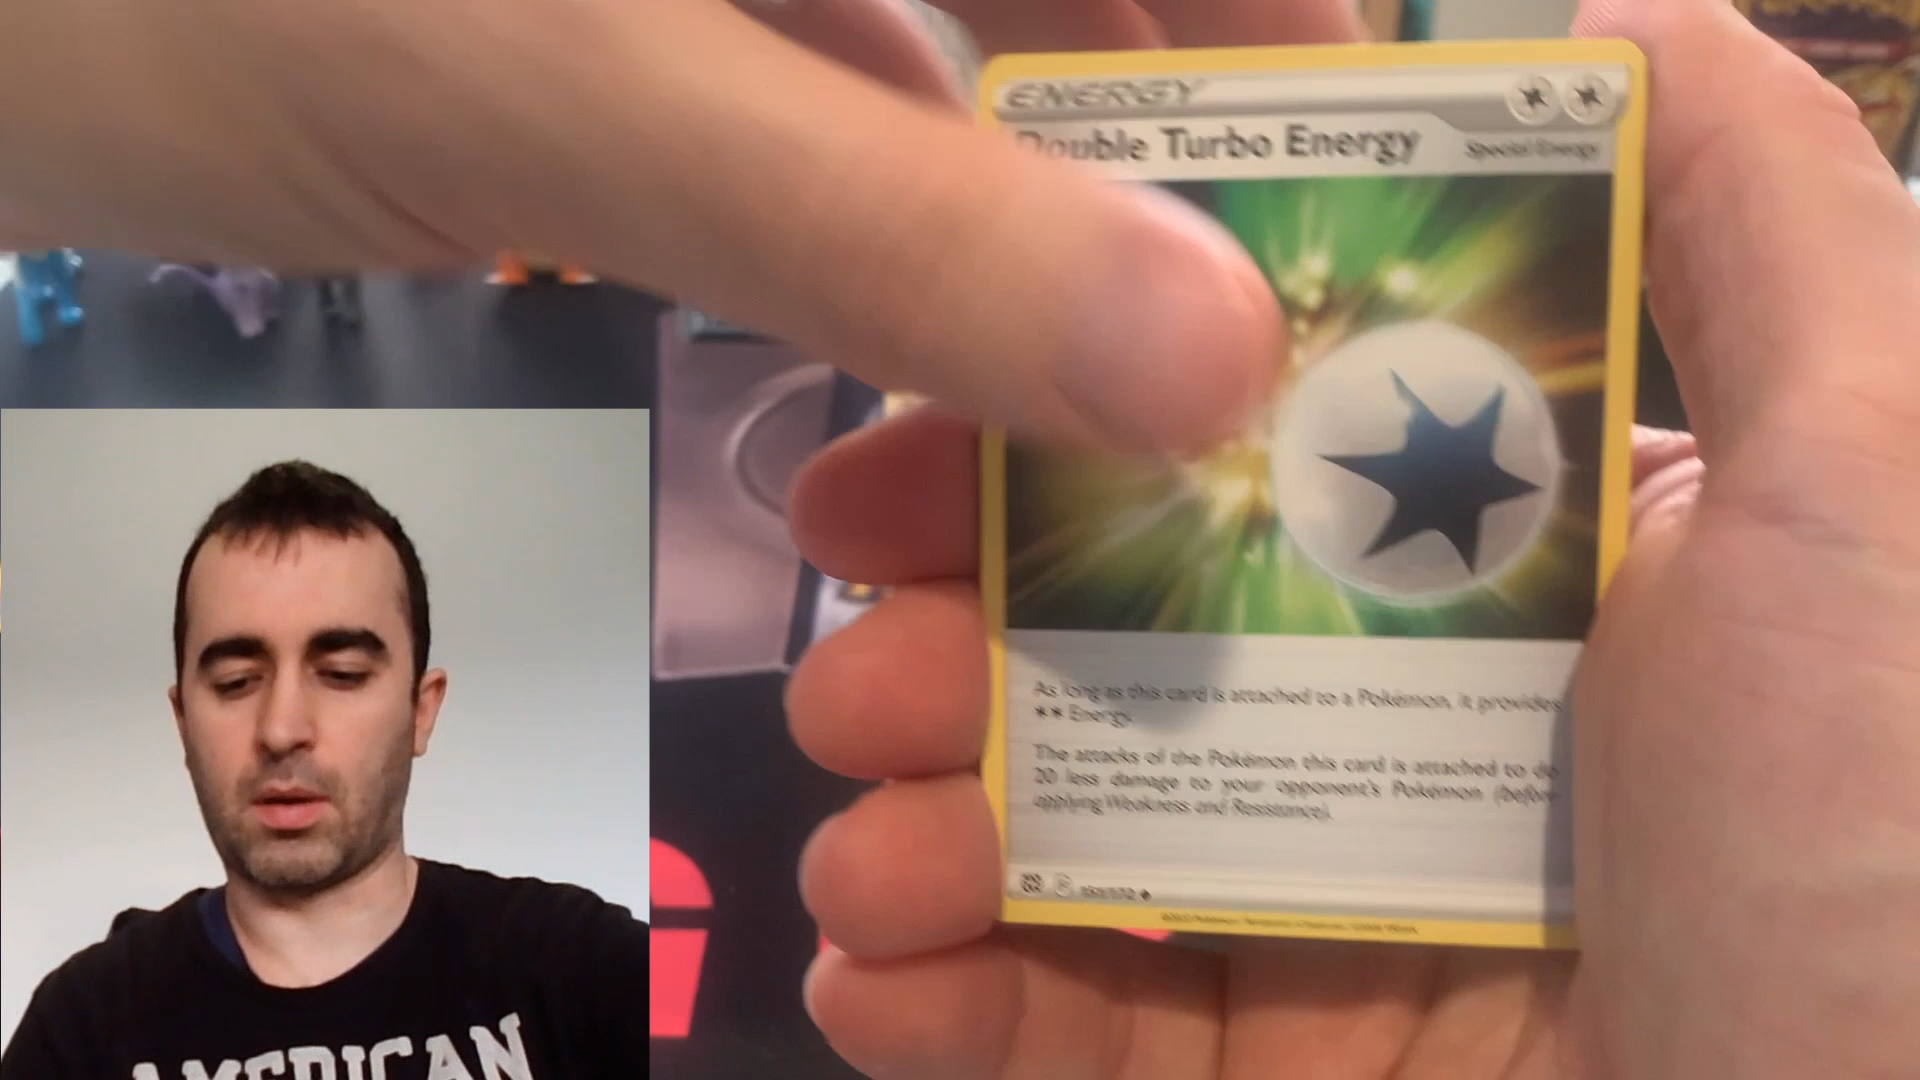 ENERGY
Double Turbo Energy
Special Energy
As long as this card is attached to a Pokémon, it provides
** Energy.
The attacks of the Pokémon this card is attached to do
20 less damage to your opponent's Pokémon (before
applying Weakness and Resistance).
AMERICAN